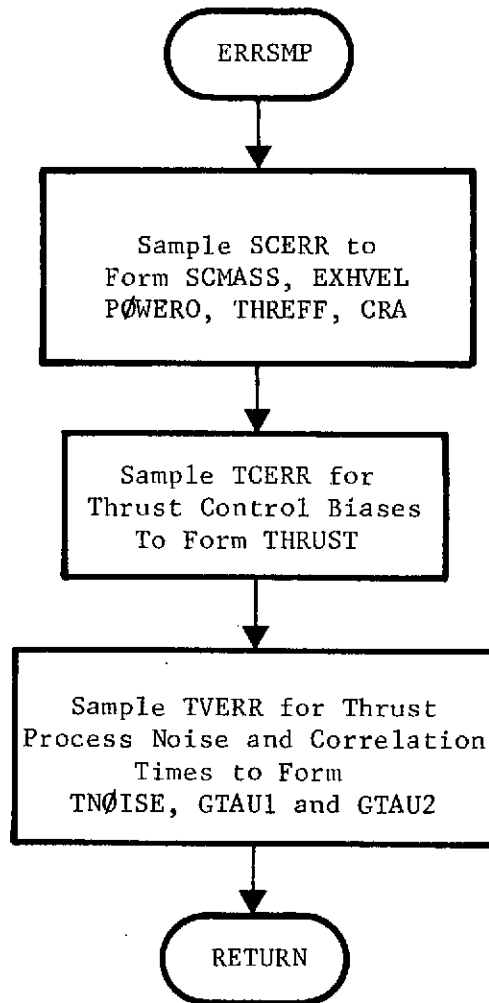 ERRSMP
Sample SCERR to
Form SCMASS, EXHVEL
PØWERO, THREFF, CRA
Sample TCERR for
Thrust Control Biases
To Form THRUST
Sample TVERR for Thrust
Process Noise and Correlation
Times to Form
TNØISE, GTAU1 and GTAU2
RETURN